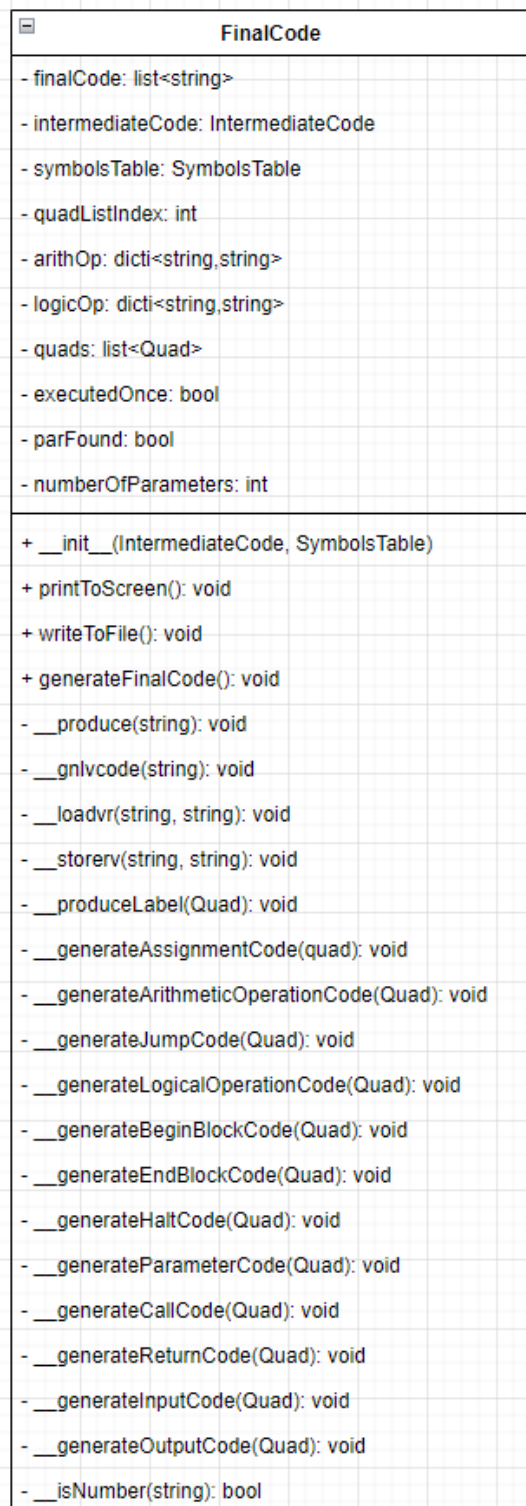 FinalCode
- finalCode: list<string>
- intermediateCode: IntermediateCode
- symbolsTable: SymbolsTable
- quadListIndex: int
- arithOp: dicti<string,string>
- logicOp: dicti<string,string>
- quads: list<Quad>
- executedOnce: bool
- parFound: bool
- numberOfParameters: int
+ __init__(IntermediateCode, SymbolsTable)
+ printToScreen(): void
+ writeToFile(): void
+ generateFinalCode(): void
- __produce(string): void
- __gnlvcode(string): void
- __loadvr(string, string): void
- __storerv(string, string): void
- __produceLabel(Quad): void
- __generateAssignmentCode(quad): void
- __generateArithmeticOperationCode(Quad): void
- __generateJumpCode(Quad): void
- __generateLogicalOperationCode(Quad): void
- __generateBeginBlockCode(Quad): void
- __generateEndBlockCode(Quad): void
- __generateHaltCode(Quad): void
- __generateParameterCode(Quad): void
- __generateCallCode(Quad): void
- __generateReturnCode(Quad): void
- __generateInputCode(Quad): void
- __generateOutputCode(Quad): void
- __isNumber(string): bool